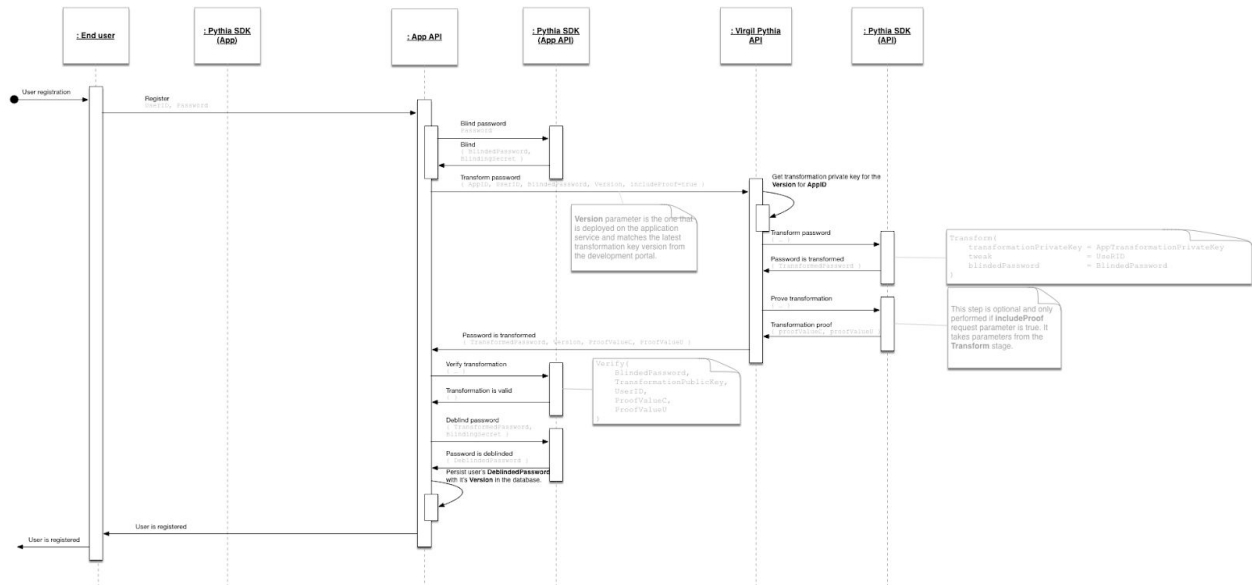 : End user
: Pythia SDK
(App)
: App API
: Pythia SDK
(App API)
: Virgil Pythia
API
: Pythia SDK
(API)
User registration
Register
UserID, Password
Blind password
Password
Blind
{ BlindedPassword,
BlindingSecret }
Transform password
{ AppID, UserID, BlindedPassword, Version, includeProof=true }
Get transformation private key for the
Version for AppID
Version parameter is the one that
is deployed on the application
service and matches the latest
transformation key version from
the development portal.
Transform password
{ . . }
Password is transformed
{ TransformedPassword }
Transform{
transformationPrivateKey = AppTransformationPrivateKey
tweak = UserID
blindedPassword = BlindedPassword
}
Prove transformation
{ . . }
Transformation proof
{ proofValueC, proofValueU }
This step is optional and only
performed if includeProof
request parameter is true. It
takes parameters from the
Transform stage.
Password is transformed
{ TransformedPassword, Version, ProofValueC, ProofValueU }
Verify transformation
{ . . }
Transformation is valid
{ }
Verify{
BlindedPassword,
TransformationPublicKey,
UserID,
ProofValueC,
ProofValueU
}
Deblind password
{ TransformedPassword,
BlindingSecret }
Password is deblinded
{ DeblindedPassword }
Persist user's DeblindedPassword
with it's Version in the database.
User is registered
User is registered